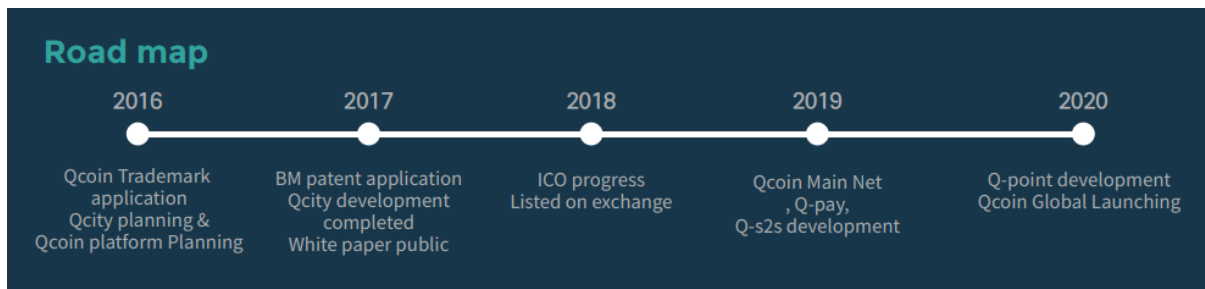 Road map
2016
2017
2018
2019
2020
Qcoin Trademark
application
Qcity planning &
Qcoin platform Planning
BM patent application
Qcity development
completed
White paper public
ICO progress
Listed on exchange
Qcoin Main Net
, Q-pay,
Q-s2s development
Q-point development
Qcoin Global Launching